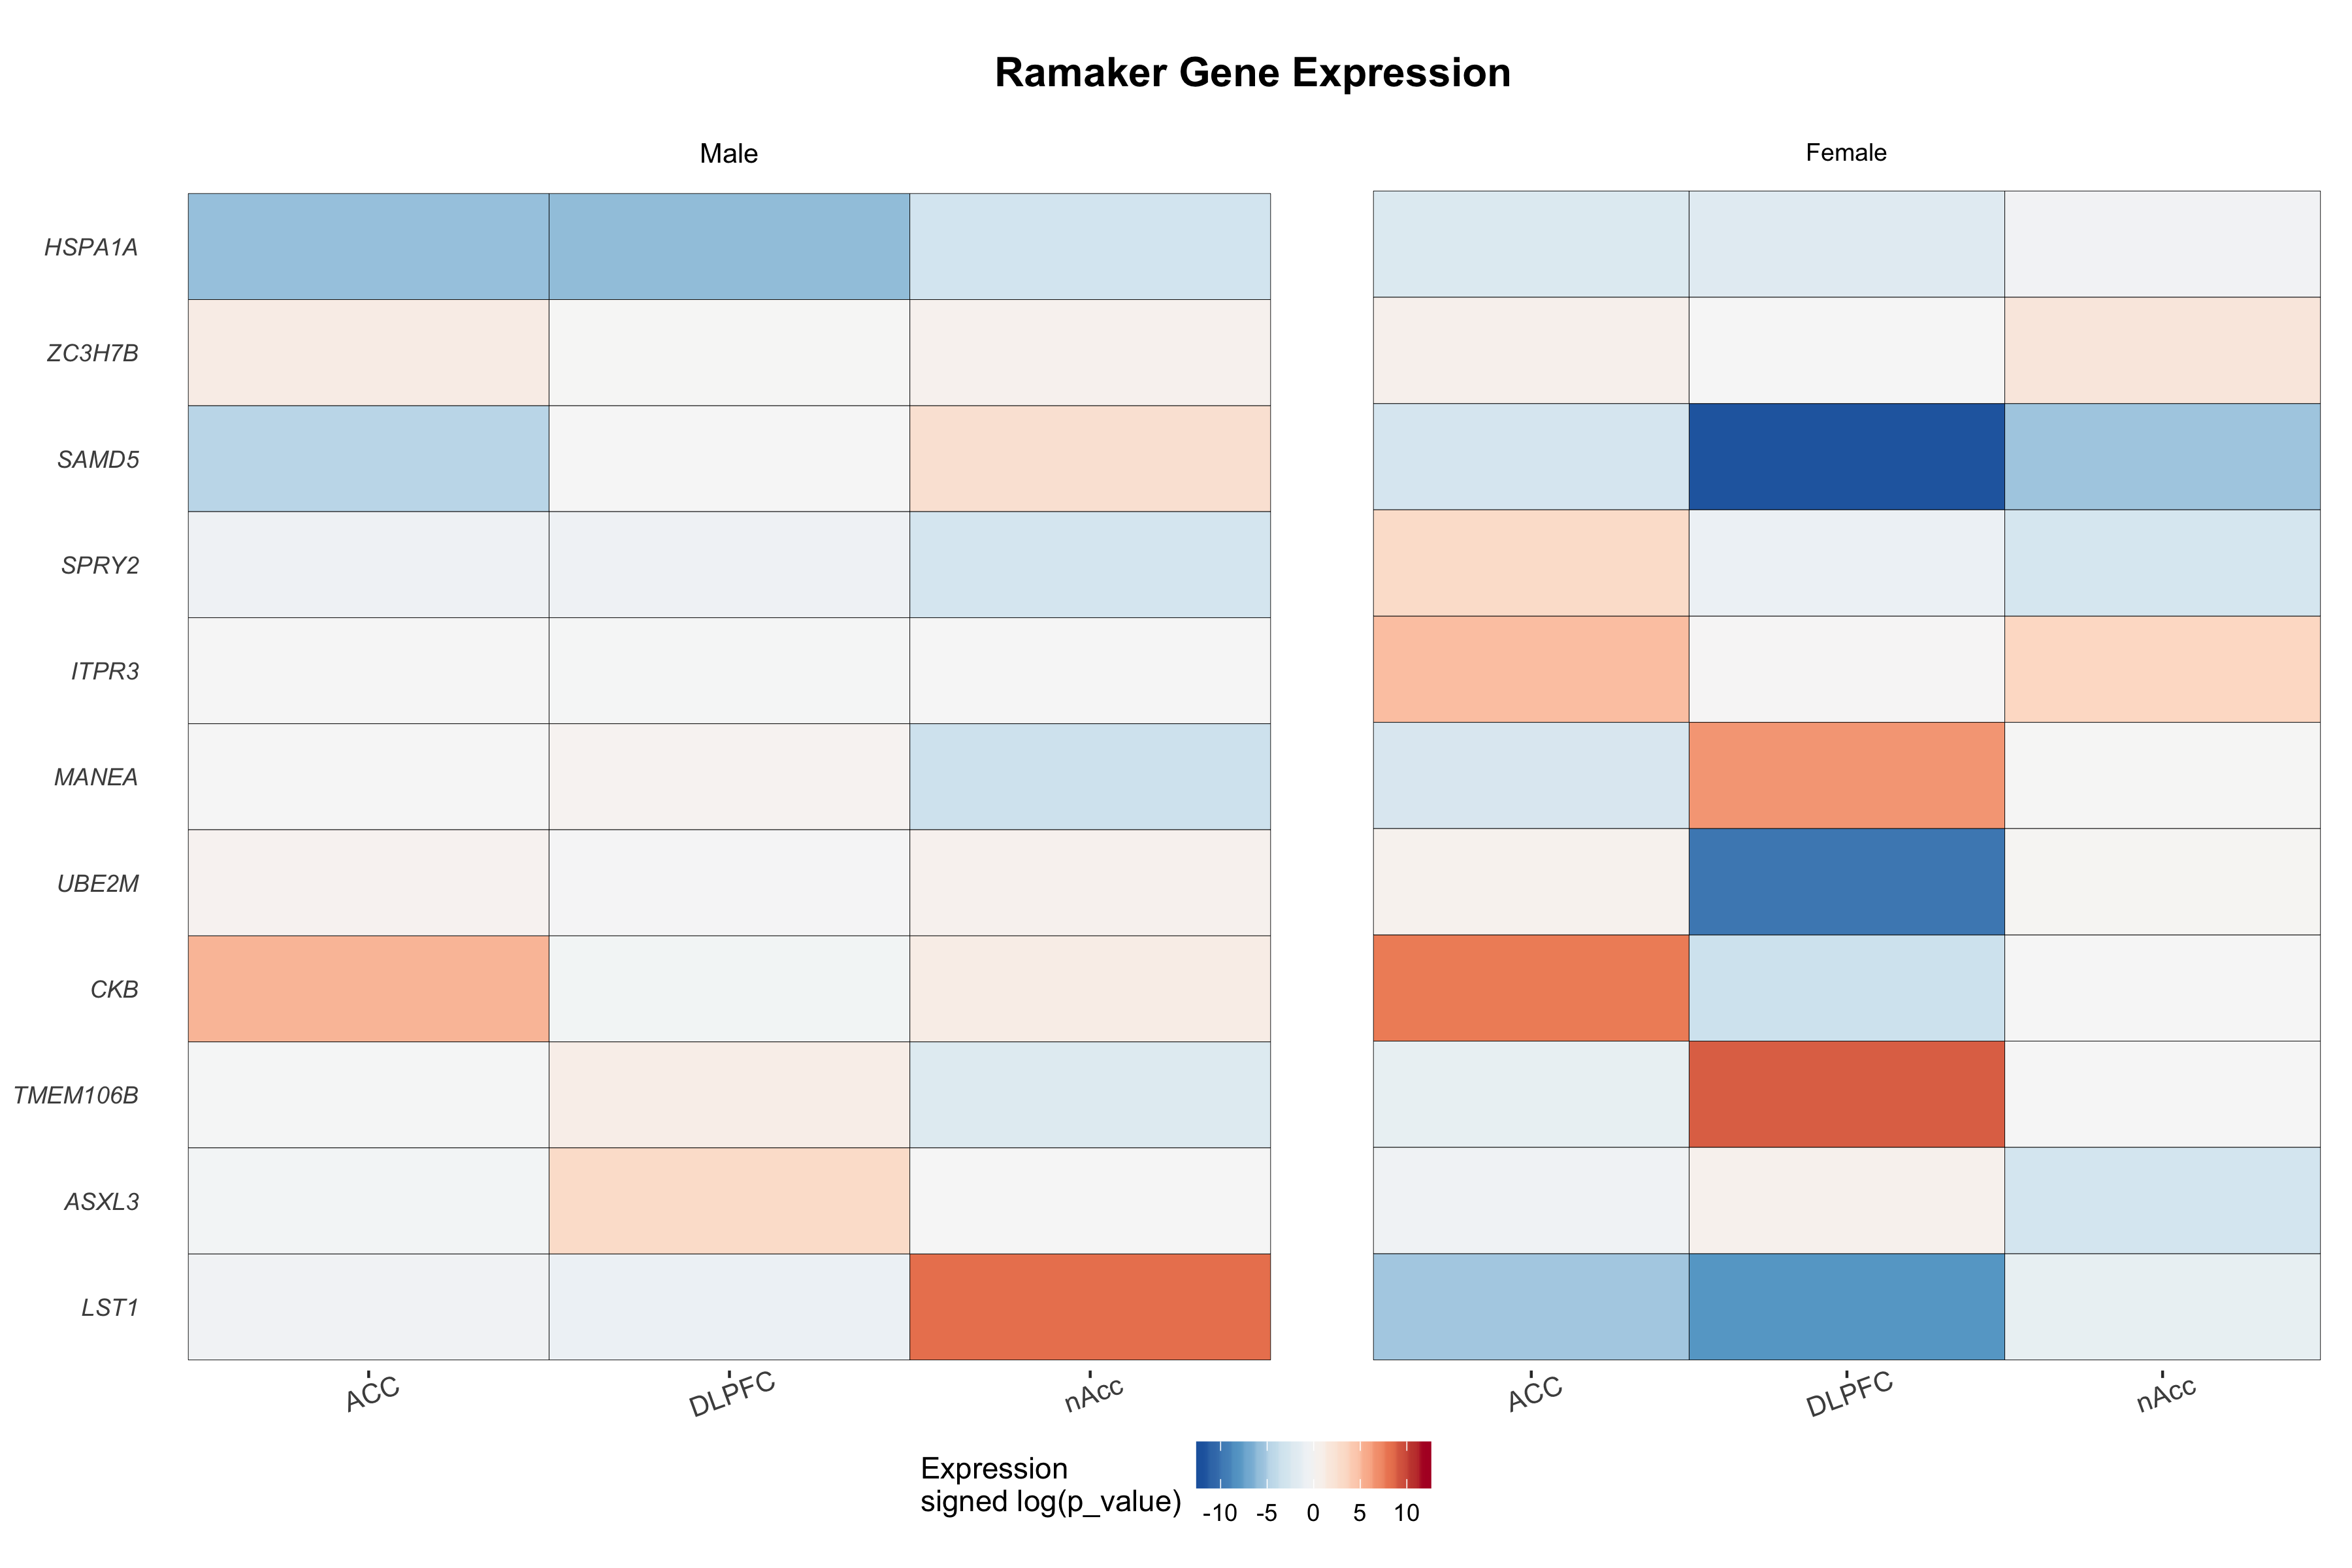 Ramaker Gene Expression
Male
Female
HSPA1A
ZC3H7B
SAMD5
SPRY2
ITPR3
MANEA
UBE2M
CKB
TMEM106B
ASXL3
LST1
ACC DLPFC nAcc
ACC DLPFC nAcc
Expression
signed log(p_value)
-10 -5 0 5 10